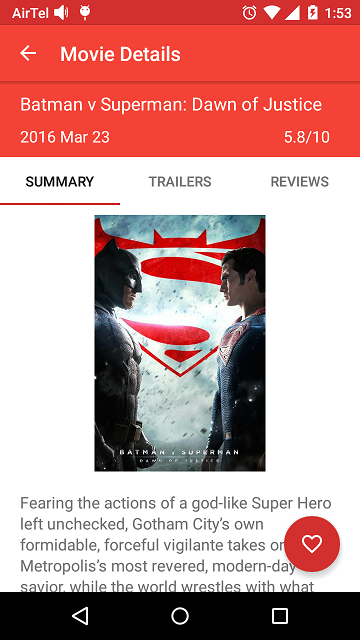 AirTel 1:53
Movie Details
Batman v Superman: Dawn of Justice
2016 Mar 23 5.8/10
SUMMARY TRAILERS REVIEWS
BATMAN V SUPERMAN
DAWN OF JUSTICE
Fearing the actions of a god-like Super Hero
left unchecked, Gotham City’s own
formidable, forceful vigilante takes on
Metropolis’s most revered, modern-day
savior, while the world wrestles with what